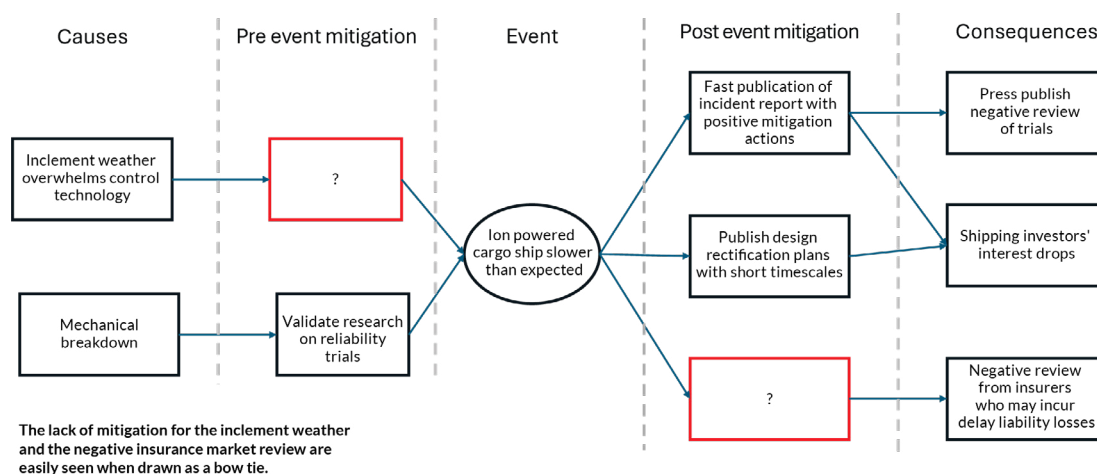 Causes
Pre event mitigation
Event
Post event mitigation
Consequences
Inclement weather
overwhelms control
technology
?
Mechanical
breakdown
Validate research
on reliability
trials
Ion powered
cargo ship slower
than expected
Fast publication of
incident report with
positive mitigation
actions
Publish design
rectification plans
with short timescales
?
Press publish
negative review
of trials
Shipping investors'
interest drops
Negative review
from insurers
who may incur
delay liability losses
The lack of mitigation for the inclement weather
and the negative insurance market review are
easily seen when drawn as a bow tie.